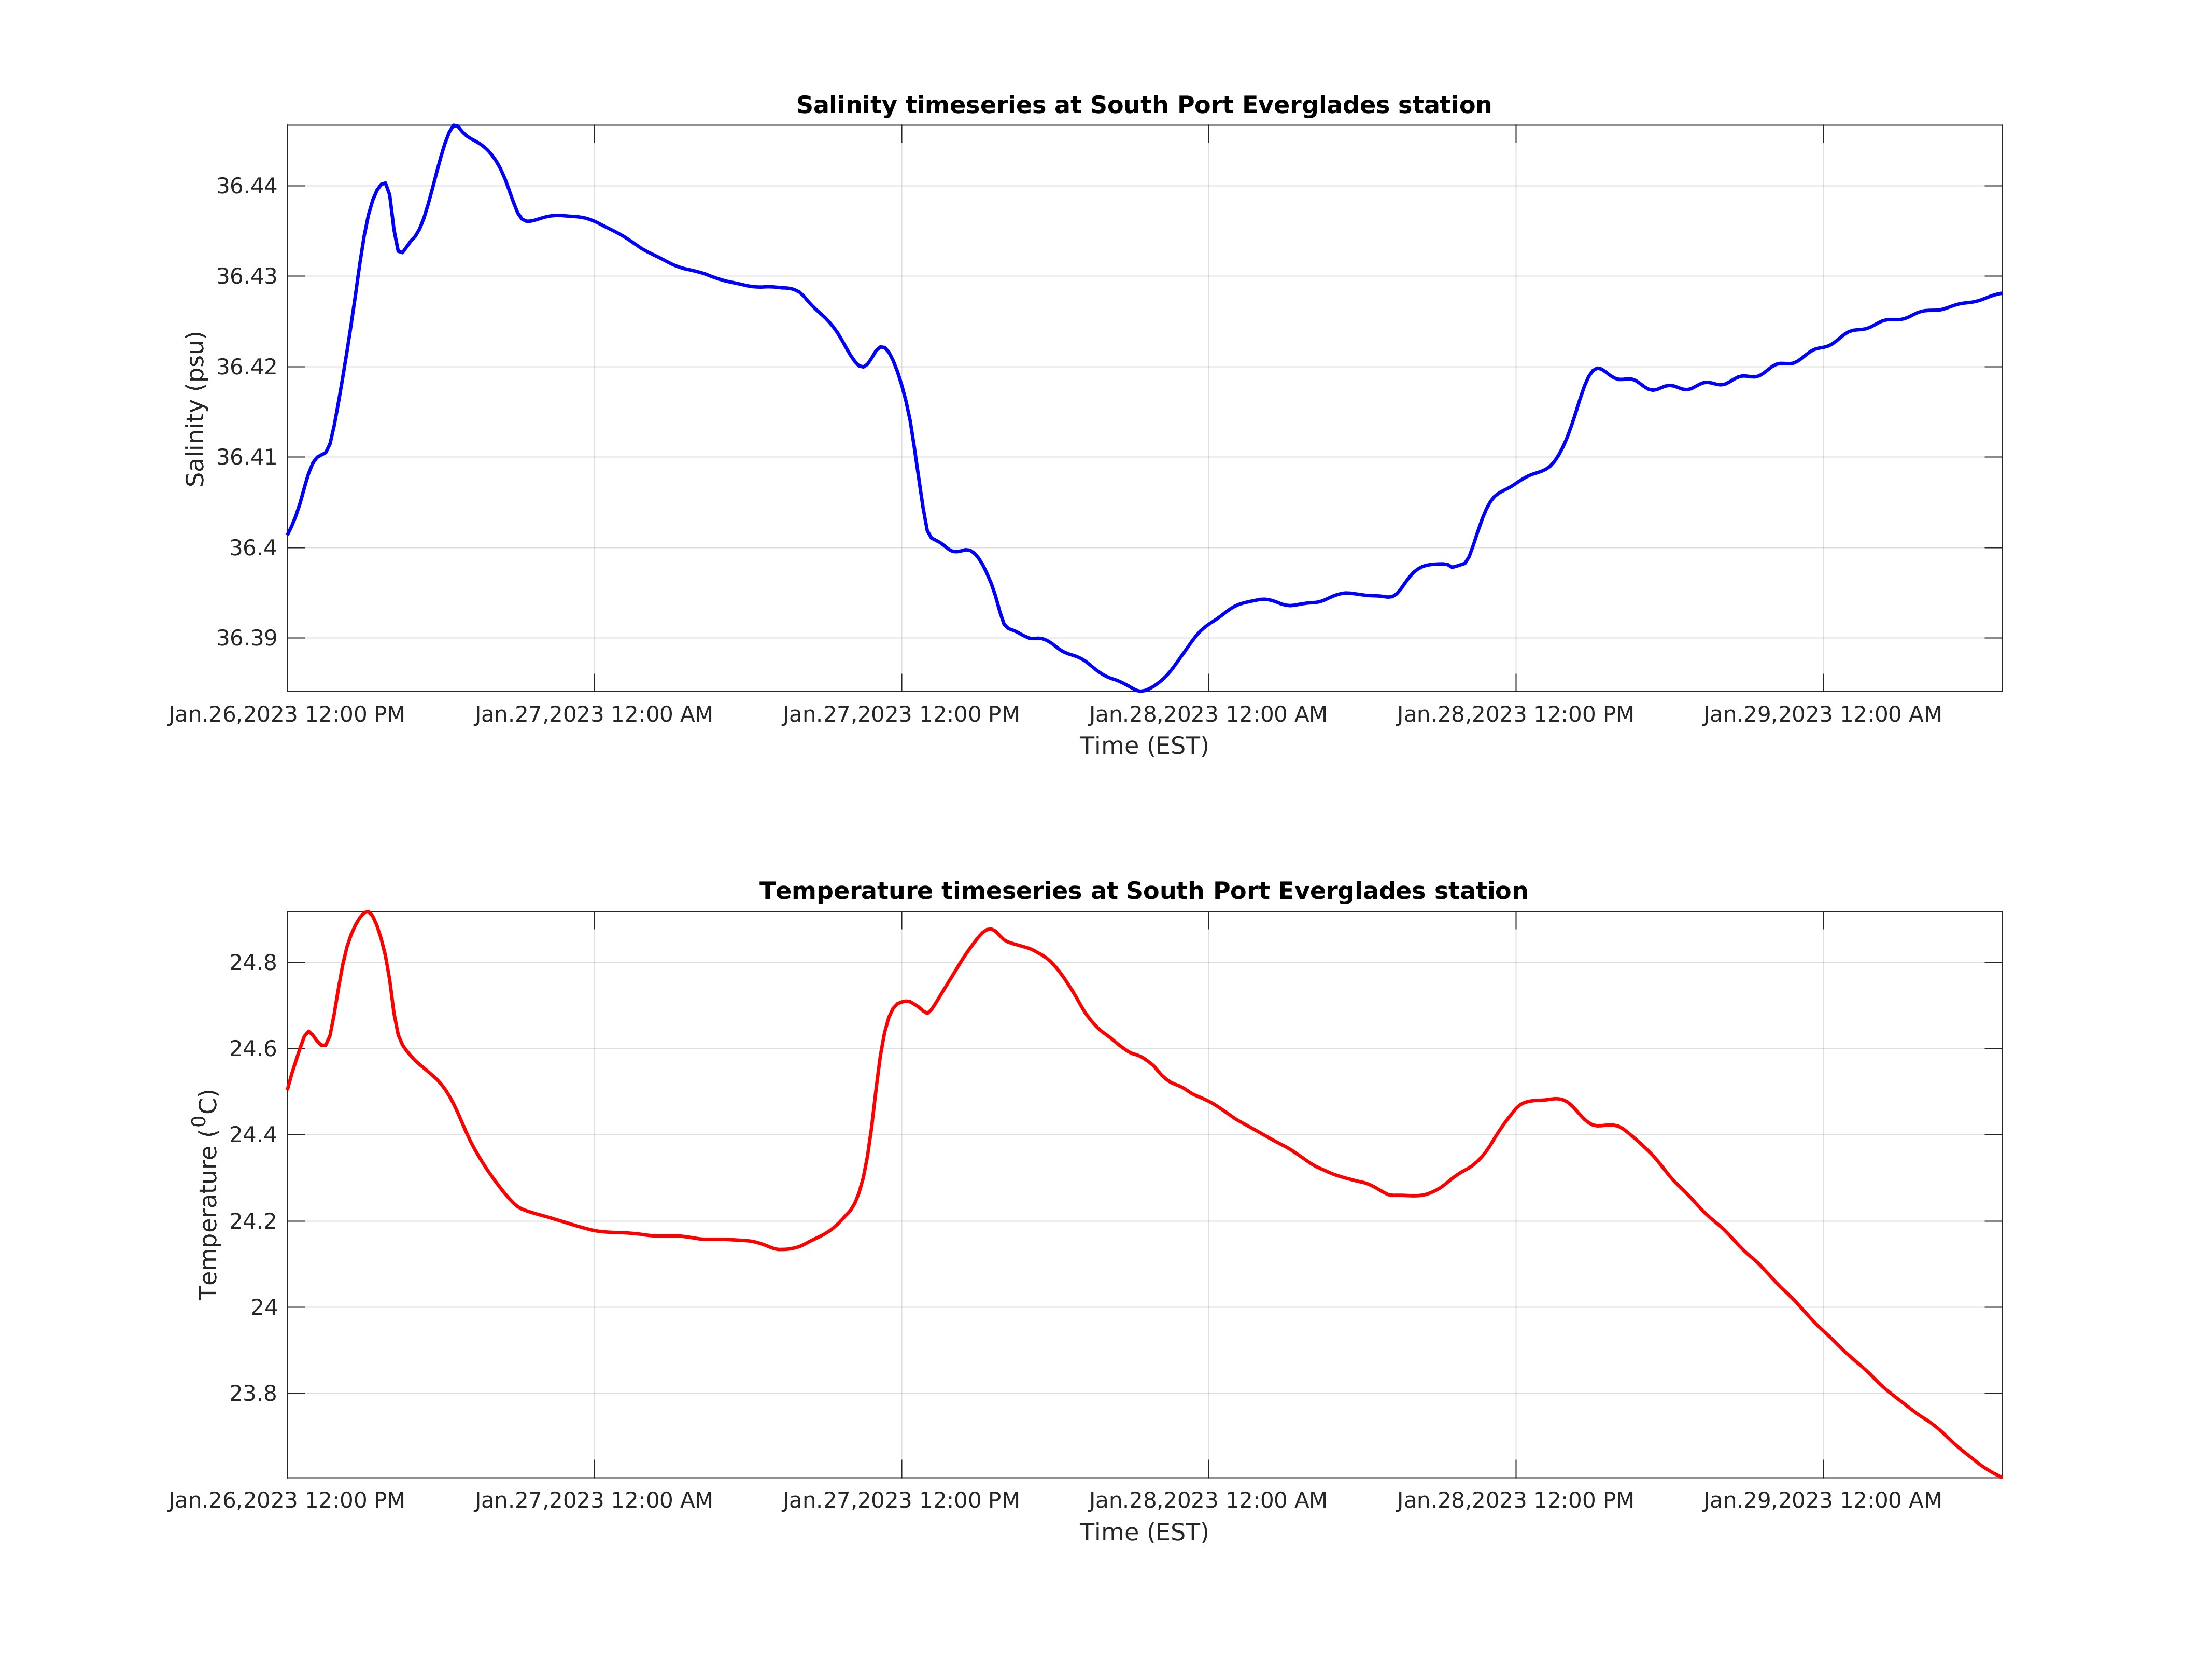 Salinity timeseries at South Port Everglades station
36.44
36.43
36.42
36.41
36.4
36.39
Salinity (psu)
Jan.26,2023 12:00 PM Jan.27,2023 12:00 AM Jan.27,2023 12:00 PM Jan.28,2023 12:00 AM Jan.28,2023 12:00 PM Jan.29,2023 12:00 AM
Time (EST)
Temperature timeseries at South Port Everglades station
24.8
24.6
24.4
24.2
24
23.8
Temperature (⁰C)
Jan.26,2023 12:00 PM Jan.27,2023 12:00 AM Jan.27,2023 12:00 PM Jan.28,2023 12:00 AM Jan.28,2023 12:00 PM Jan.29,2023 12:00 AM
Time (EST)